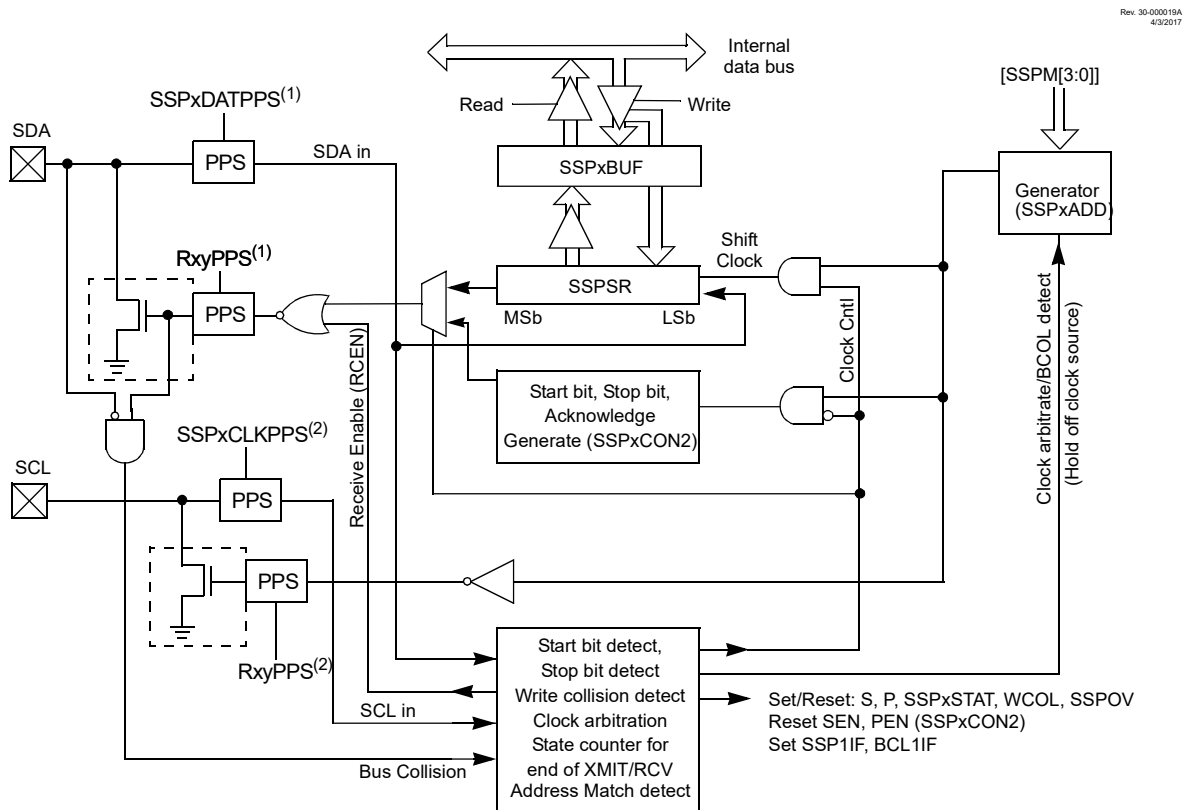 Rev. 30-000019A
4/3/2017
Internal
data bus
[SSPM[3:0]]
SSPxDATPPS(1)
Read
Write
SDA
PPS
SDA in
SSPxBUF
Generator
(SSPxADD)
RxyPPS(1)
Shift
Clock
PPS
SSPSR
MSb
LSb
Receive Enable (RCEN)
Clock Cntl
Clock arbitrate/BCOL detect
(Hold off clock source)
Start bit, Stop bit,
Acknowledge
Generate (SSPxCON2)
SSPxCLKPPS(2)
SCL
PPS
PPS
RxyPPS(2)
SCL in
Bus Collision
Start bit detect,
Stop bit detect
Write collision detect
Clock arbitration
State counter for
end of XMIT/RCV
Address Match detect
Set/Reset: S, P, SSPxSTAT, WCOL, SSPOV
Reset SEN, PEN (SSPxCON2)
Set SSP1IF, BCL1IF